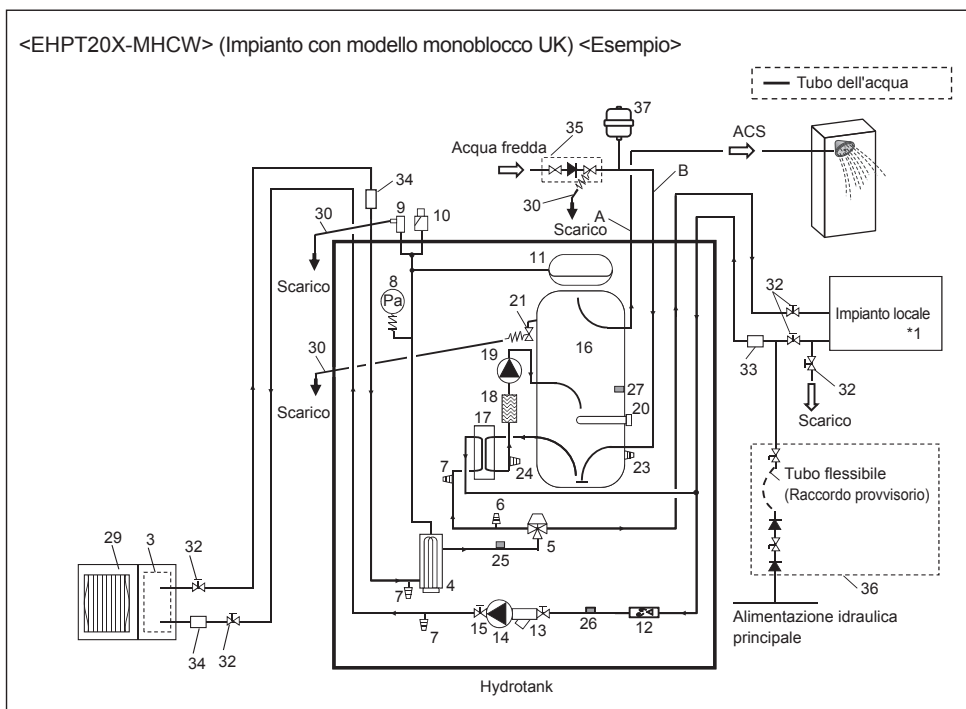 <EHPT20X-MHCW> (Impianto con modello monoblocco UK) <Esempio>
Tubo dell'acqua
37
35
ACS
Acqua fredda
B
34
30
9
10
30
A
Scarico
Scarico
11
8
Pa
21
32
Impianto locale
*1
16
30
19
33
32
27
Scarico
18
20
Scarico
17
7
24
23
Tubo flessibile
(Raccordo provvisorio)
6
29
3
32
5
25
4
7
36
34
32
7
15
14
13
26
12
Alimentazione idraulica
principale
Hydrotank